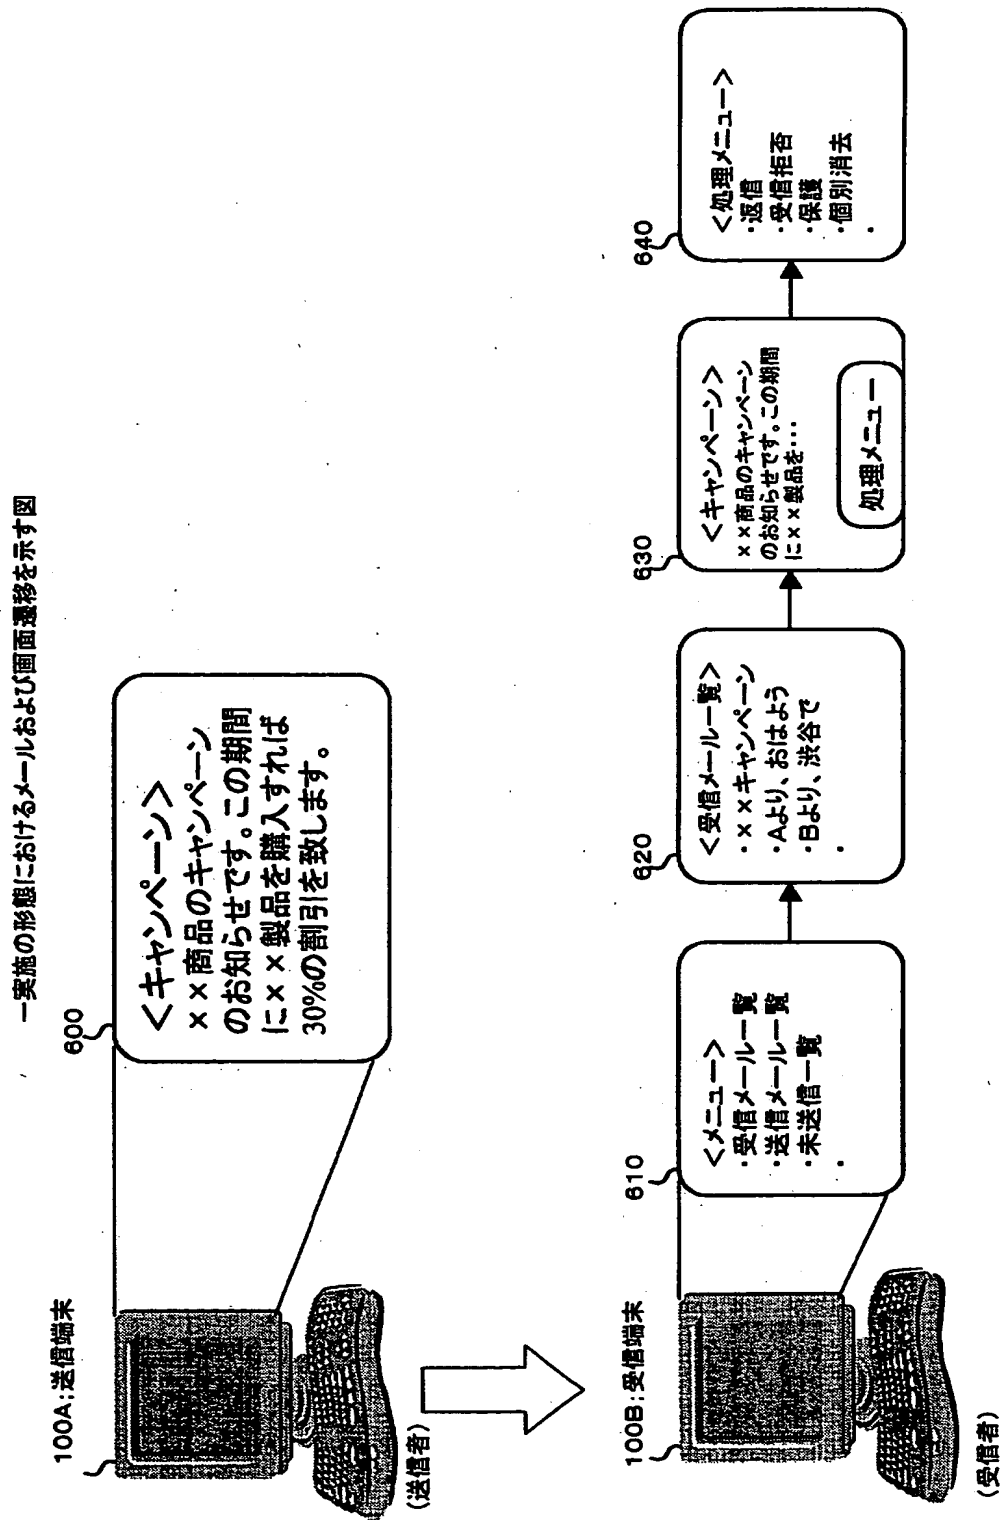 一実施の形態におけるメールおよび画面遷移を示す図
100A;送信端末
(送信者)
600
<キャンペーン>
××商品のキャンペーン
のお知らせです。この期間
に××製品を購入すれば
30%の割引を致します。
100B;受信端末
(受信者)
610
<メニュー>
・受信メール一覧
・送信メール一覧
・未送信一覧
・
620
<受信メール一覧>
・××キャンペーン
・Aより、おはよう
・Bより、渋谷で
・
630
<キャンペーン>
××商品のキャンペーン
のお知らせです。この期間
に××製品を・・・
処理メニュー
640
<処理メニュー>
・返信
・受信拒否
・保護
・個別消去
・